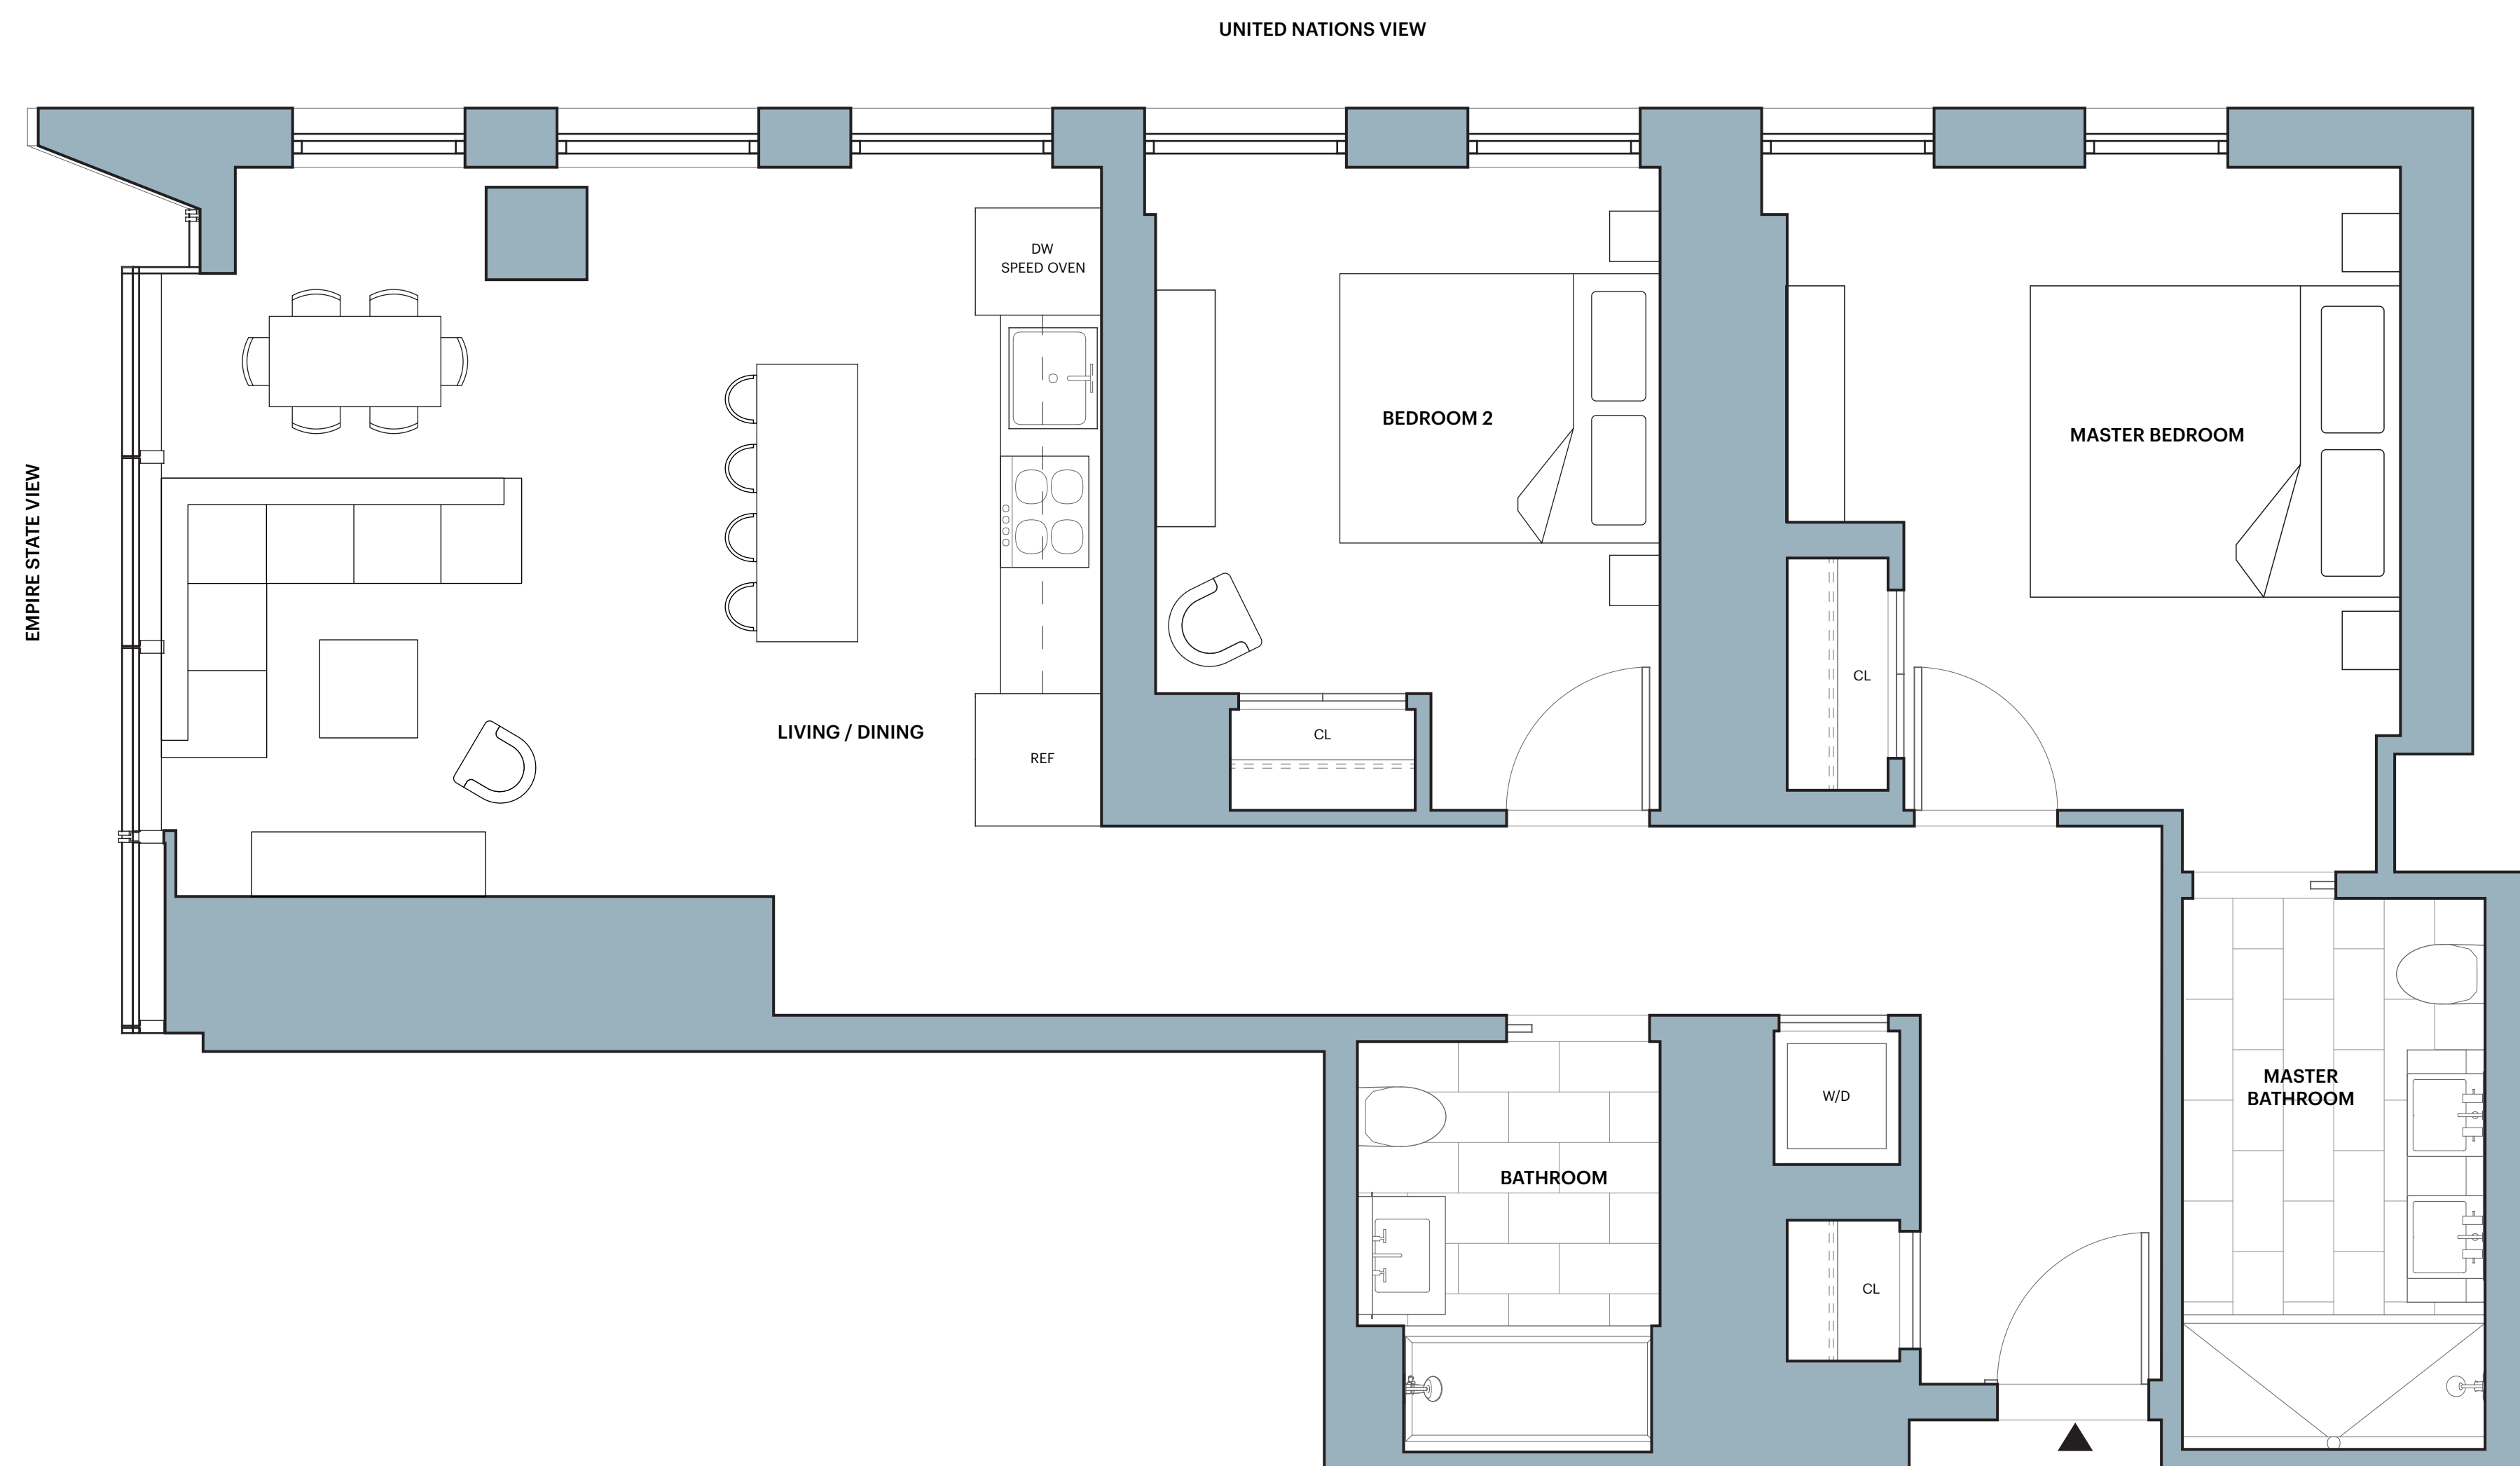 UNITED NATIONS VIEW
EMPIRE STATE VIEW
DW
SPEED OVEN
BEDROOM 2
MASTER BEDROOM
CL
LIVING / DINING
CL
REF
MASTER
BATHROOM
W/D
BATHROOM
CL